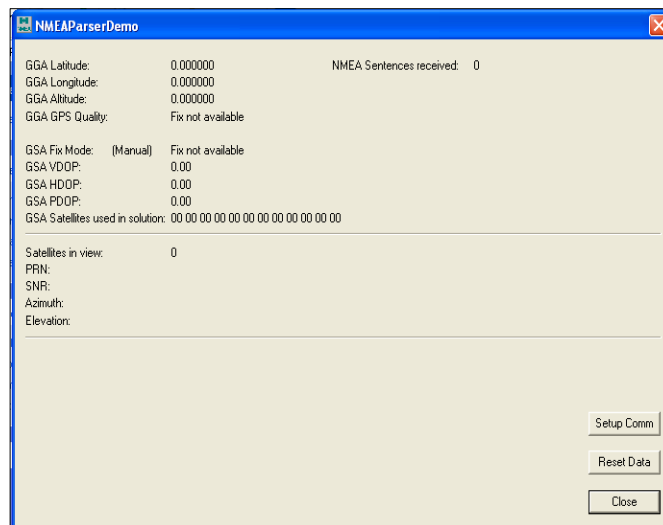 NMEAParserDemo
GGA Latitude: 0.000000 NMEA Sentences received: 0
GGA Longitude: 0.000000
GGA Altitude: 0.000000
GGA GPS Quality: Fix not available
GSA Fix Mode: (Manual) Fix not available
GSA VDOP: 0.00
GSA HDOP: 0.00
GSA PDOP: 0.00
GSA Satellites used in solution: 00 00 00 00 00 00 00 00 00 00 00 00
Satellites in view: 0
PRN:
SNR:
Azimuth:
Elevation:
Setup Comm
Reset Data
Close